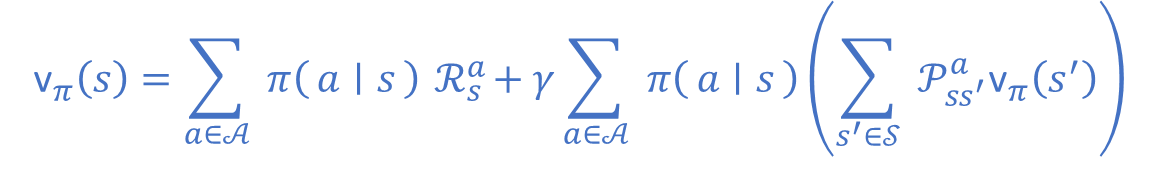 v_π(s) = ∑_{a∈𝒜} π(a | s) ℛ_s^a + γ ∑_{a∈𝒜} π(a | s) (∑_{s′∈𝒮} 𝒫_{ss′}^a v_π(s′))